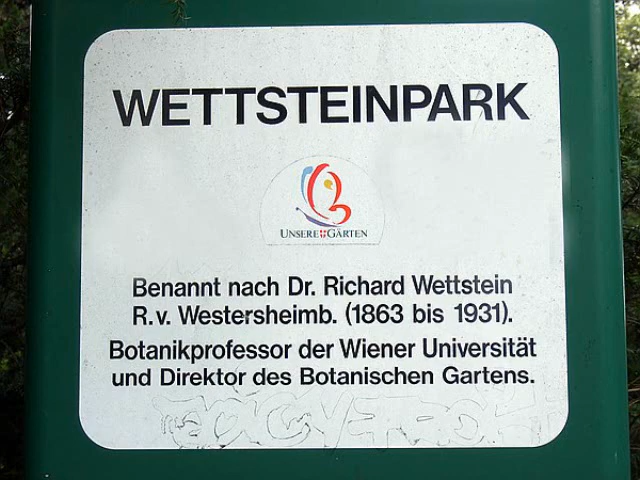 WETTSTEINPARK
UNSERE GÄRTEN
Benannt nach Dr. Richard Wettstein
R.v. Westersheimb. (1863 bis 1931).
Botanikprofessor der Wiener Universität
und Direktor des Botanischen Gartens.